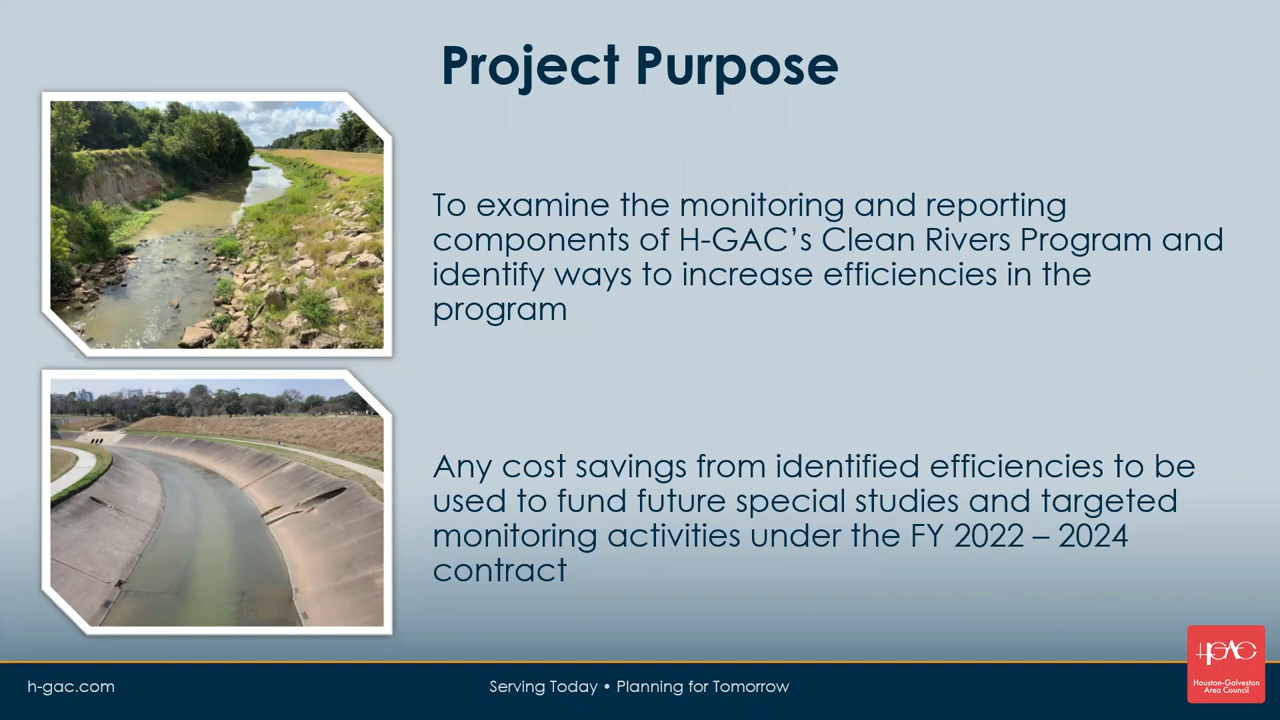 Project Purpose
To examine the monitoring and reporting
components of H-GAC’s Clean Rivers Program and
identify ways to increase efficiencies in the
program
Any cost savings from identified efficiencies to be
used to fund future special studies and targeted
monitoring activities under the FY 2022 – 2024
contract
h-gac.com
Serving Today • Planning for Tomorrow
HGAC
Houston-Galveston
Area Council